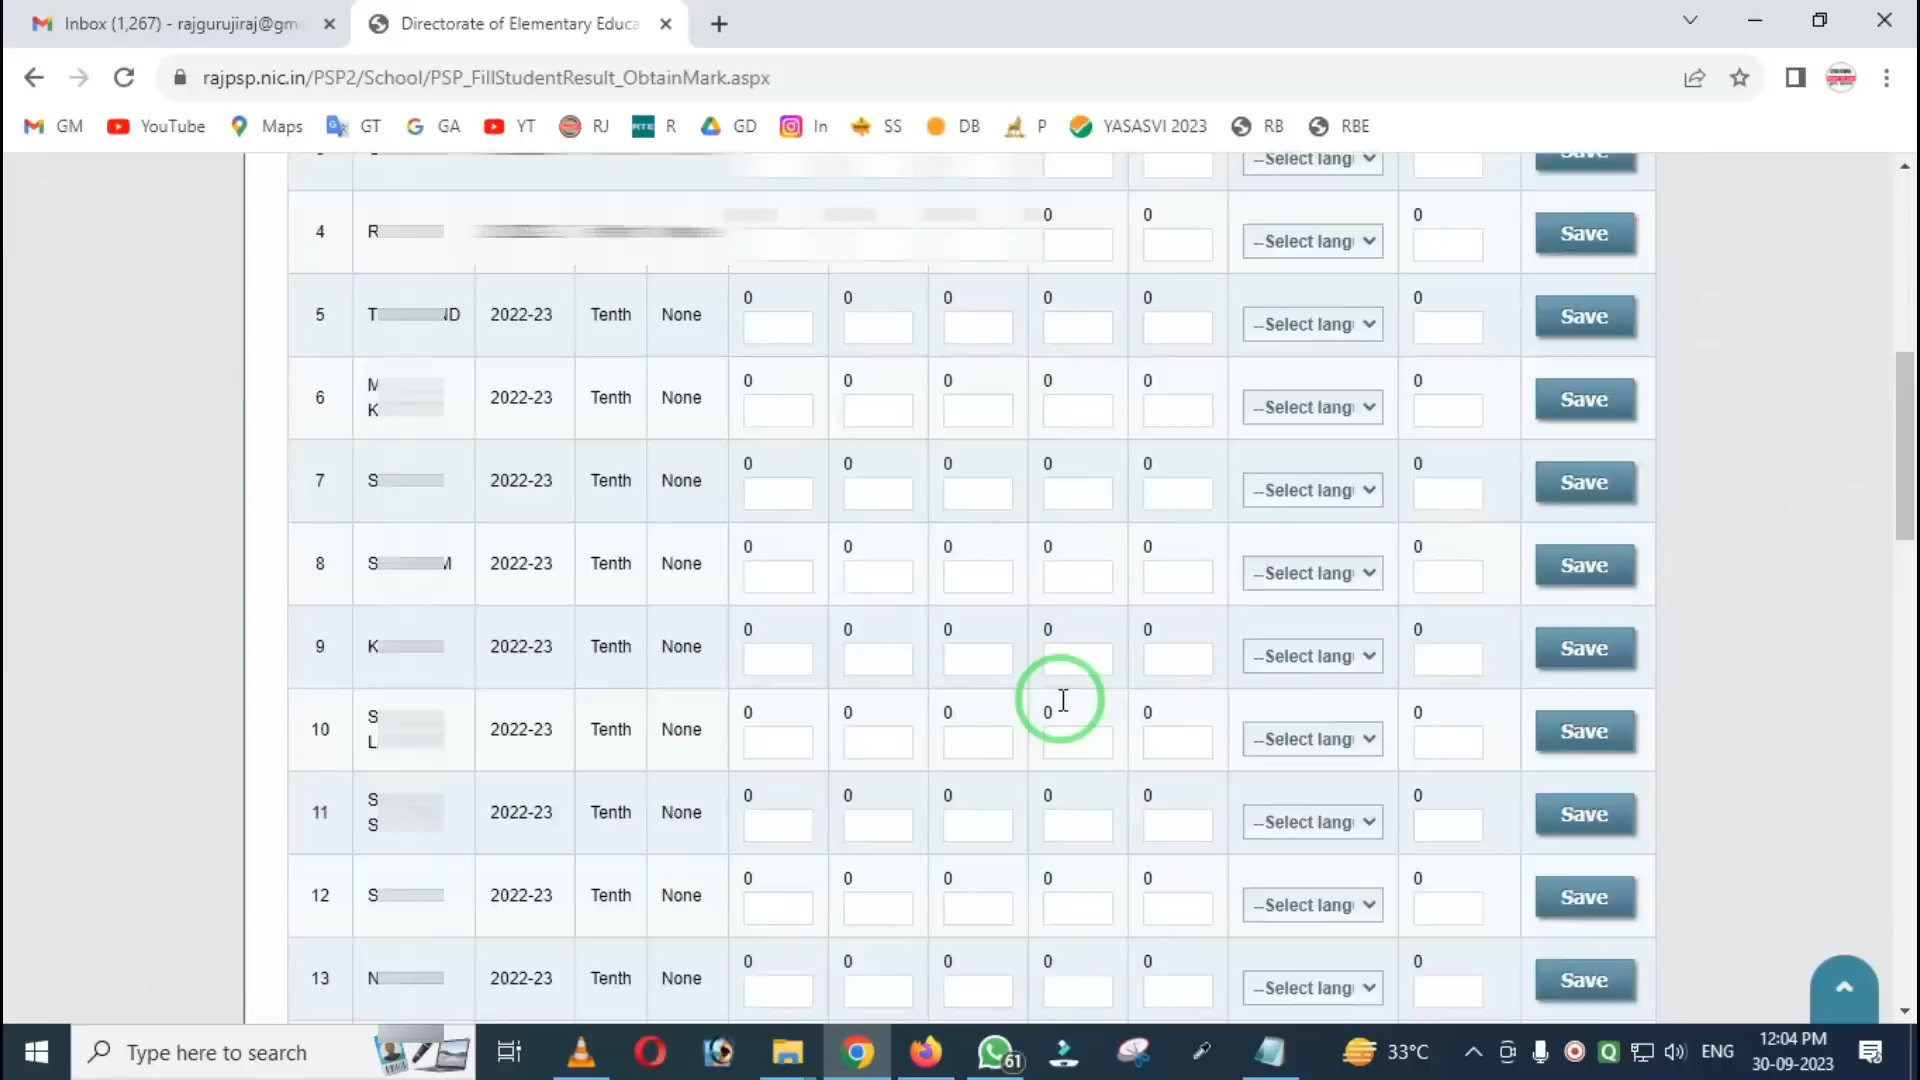 Inbox (1,267) - rajgurujiraj@gm
Directorate of Elementary Educa
rajpsp.nic.in/PSP2/School/PSP_FillStudentResult_ObtainMark.aspx
GM YouTube Maps GT GA YT RJ R GD In SS DB P YASASVI 2023 RB RBE
--Select lang Save
4 R 0 0 --Select lang 0 Save
5 T ND 2022-23 Tenth None 0 0 0 0 0 --Select lang 0 Save
6 M K 2022-23 Tenth None 0 0 0 0 0 --Select lang 0 Save
7 S 2022-23 Tenth None 0 0 0 0 0 --Select lang 0 Save
8 S M 2022-23 Tenth None 0 0 0 0 0 --Select lang 0 Save
9 K 2022-23 Tenth None 0 0 0 0 0 --Select lang 0 Save
10 S L 2022-23 Tenth None 0 0 0 0 0 --Select lang 0 Save
11 S S 2022-23 Tenth None 0 0 0 0 0 --Select lang 0 Save
12 S 2022-23 Tenth None 0 0 0 0 0 --Select lang 0 Save
13 N 2022-23 Tenth None 0 0 0 0 0 --Select lang 0 Save
Type here to search
61
33°C
ENG
12:04 PM
30-09-2023